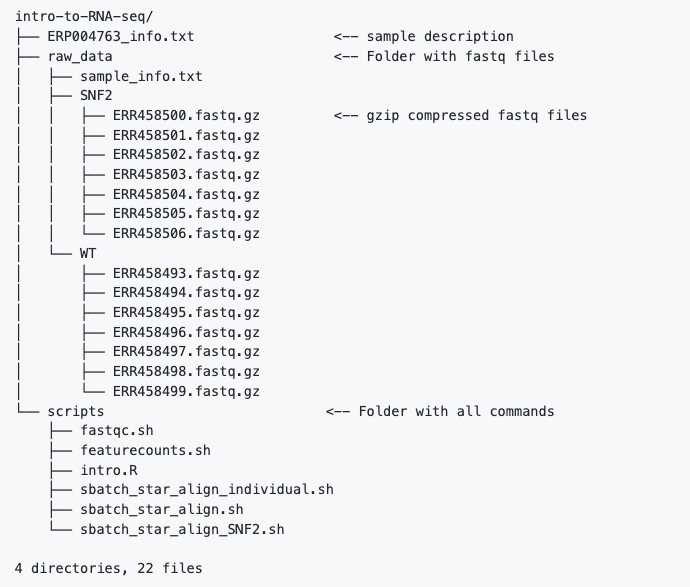 intro-to-RNA-seq/
├── ERP004763_info.txt                 <-- sample description
├── raw_data                           <-- Folder with fastq files
│   ├── sample_info.txt
│   ├── SNF2
│   │   ├── ERR458500.fastq.gz         <-- gzip compressed fastq files
│   │   ├── ERR458501.fastq.gz
│   │   ├── ERR458502.fastq.gz
│   │   ├── ERR458503.fastq.gz
│   │   ├── ERR458504.fastq.gz
│   │   ├── ERR458505.fastq.gz
│   │   └── ERR458506.fastq.gz
│   └── WT
│       ├── ERR458493.fastq.gz
│       ├── ERR458494.fastq.gz
│       ├── ERR458495.fastq.gz
│       ├── ERR458496.fastq.gz
│       ├── ERR458497.fastq.gz
│       ├── ERR458498.fastq.gz
│       └── ERR458499.fastq.gz
└── scripts                           <-- Folder with all commands
    ├── fastqc.sh
    ├── featurecounts.sh
    ├── intro.R
    ├── sbatch_star_align_individual.sh
    ├── sbatch_star_align.sh
    └── sbatch_star_align_SNF2.sh

4 directories, 22 files